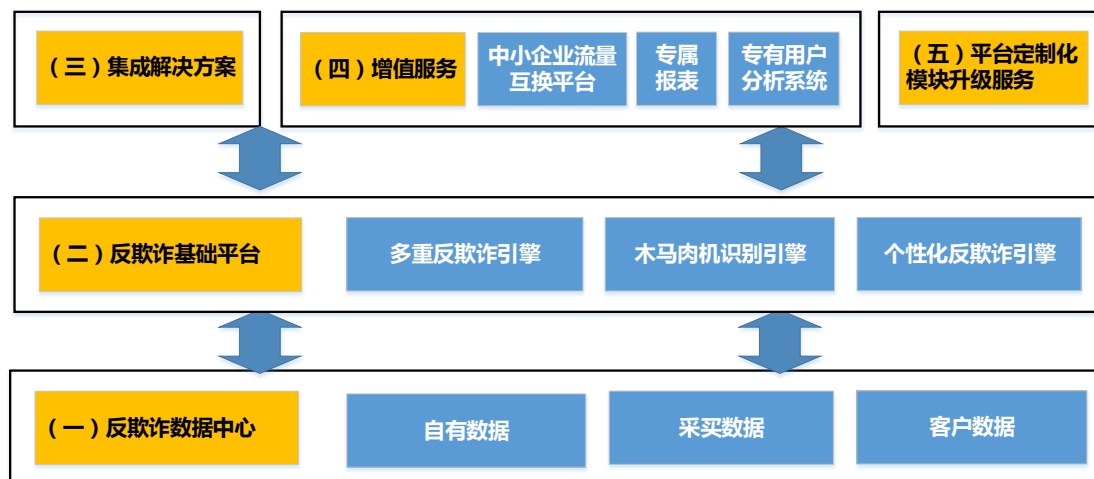 （三）集成解决方案
（四）增值服务
中小企业流量
互换平台
专属
报表
专有用户
分析系统
（五）平台定制化
模块升级服务
（二）反欺诈基础平台
多重反欺诈引擎
木马肉机识别引擎
个性化反欺诈引擎
（一）反欺诈数据中心
自有数据
采买数据
客户数据